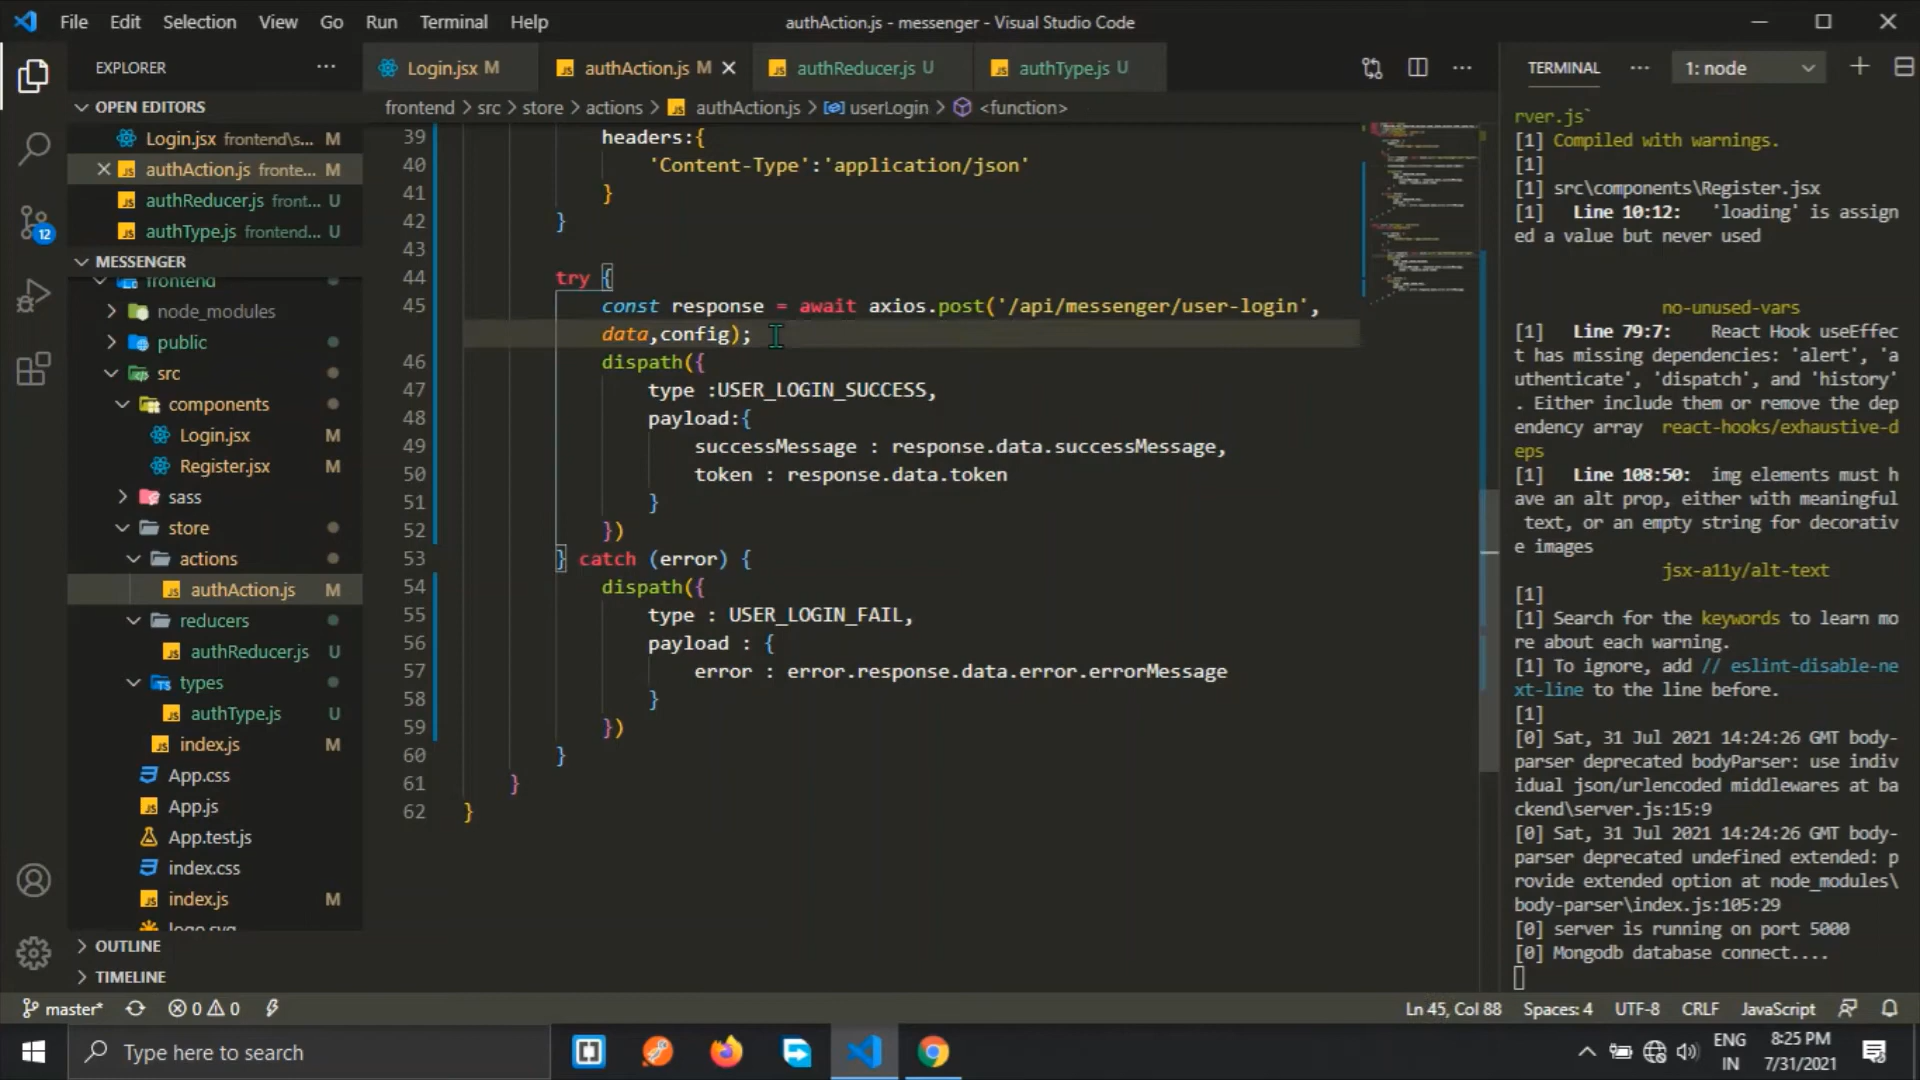 File Edit Selection View Go Run Terminal Help
authAction.js - messenger - Visual Studio Code
EXPLORER ...
Login.jsx M
authAction.js M
authReducer.js U
authType.js U
TERMINAL ...
1: node
OPEN EDITORS
Login.jsx frontend\s... M
authAction.js fronte... M
authReducer.js front... U
authType.js frontend... U
MESSENGER
frontend
node_modules
public
src
components
Login.jsx M
Register.jsx M
sass
store
actions
authAction.js M
reducers
authReducer.js U
types
authType.js U
index.js M
App.css
App.js
App.test.js
index.css
index.js M
logo.svg
OUTLINE
TIMELINE
12
frontend > src > store > actions > authAction.js > userLogin > <function>
39 headers:{
40 'Content-Type':'application/json'
41 }
42 }
43
44 try {
45 const response = await axios.post('/api/messenger/user-login',
data,config);
46 dispath({
47 type :USER_LOGIN_SUCCESS,
48 payload:{
49 successMessage : response.data.successMessage,
50 token : response.data.token
51 }
52 })
53 } catch (error) {
54 dispath({
55 type : USER_LOGIN_FAIL,
56 payload : {
57 error : error.response.data.error.errorMessage
58 }
59 })
60 }
61 }
62 }
rver.js`
[1] Compiled with warnings.
[1]
[1] src\components\Register.jsx
[1] Line 10:12: 'loading' is assign
ed a value but never used
no-unused-vars
[1] Line 79:7: React Hook useEffec
t has missing dependencies: 'alert', 'a
uthenticate', 'dispatch', and 'history'
. Either include them or remove the dep
endency array react-hooks/exhaustive-d
eps
[1] Line 108:50: img elements must h
ave an alt prop, either with meaningful
text, or an empty string for decorativ
e images
jsx-a11y/alt-text
[1]
[1] Search for the keywords to learn mo
re about each warning.
[1] To ignore, add // eslint-disable-ne
xt-line to the line before.
[1]
[0] Sat, 31 Jul 2021 14:24:26 GMT body-
parser deprecated bodyParser: use indiv
idual json/urlencoded middlewares at ba
ckend\server.js:15:9
[0] Sat, 31 Jul 2021 14:24:26 GMT body-
parser deprecated undefined extended: p
rovide extended option at node_modules\
body-parser\index.js:105:29
[0] server is running on port 5000
[0] Mongodb database connect....
master* 0 0
Ln 45, Col 88 Spaces: 4 UTF-8 CRLF JavaScript
Type here to search
ENG
IN
8:25 PM
7/31/2021